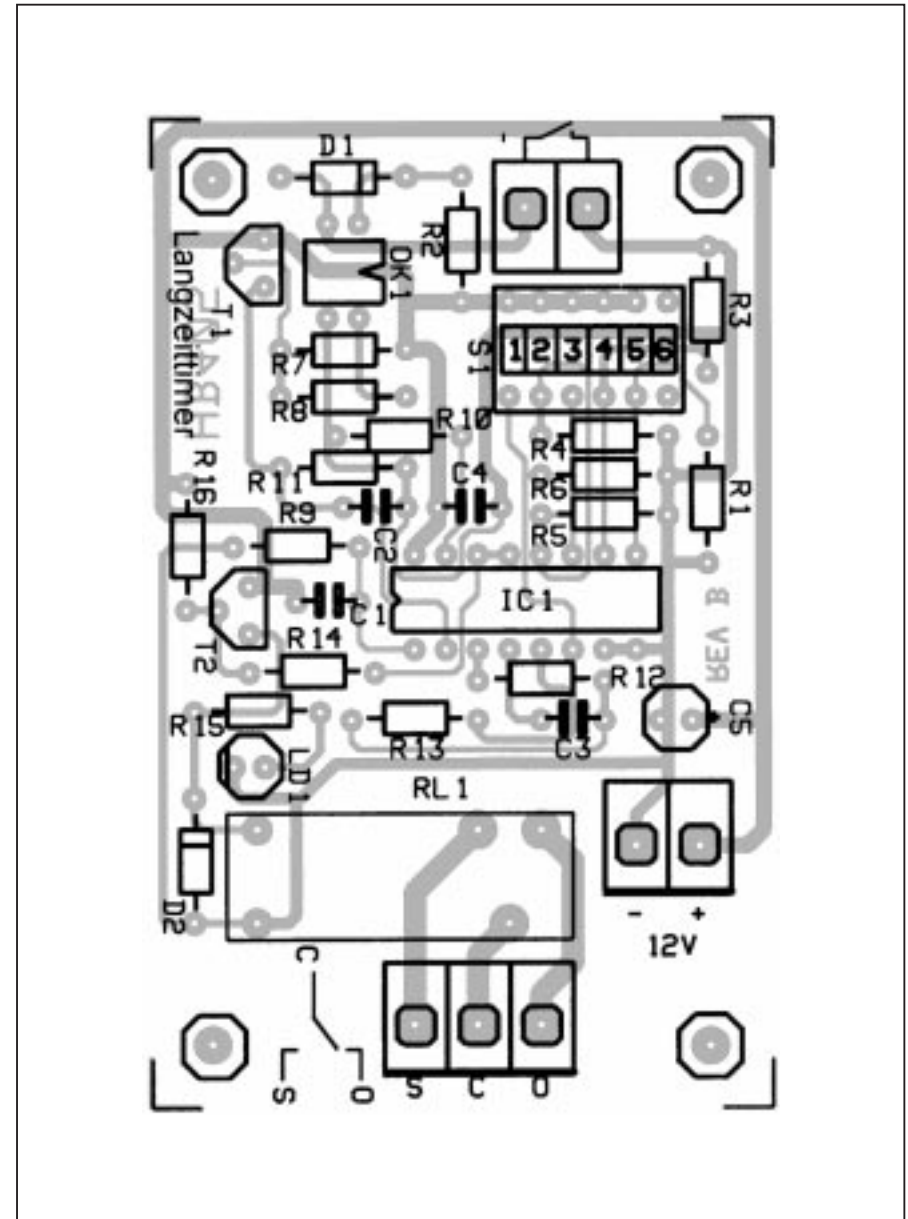 D1
-
R2
OK1
T1
Langzeittimer
S1
1 2 3 4 5 6
R3
R7
R8
R10
R4
R11
C4
R6
R16
R9
C2
R5
R1
IC1
C1
T2
R14
R12
REV B
R15
R13
C3
C5
LD1
RL1
D2
- +
12V
C
S O
S C O